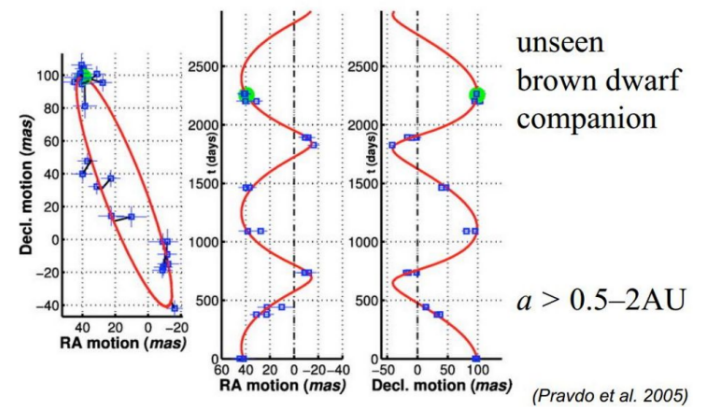 unseen
brown dwarf
companion
a > 0.5–2AU
(Pravdo et al. 2005)
Decl. motion (mas)
100
80
60
40
20
0
−20
−40
40 20 0 −20
RA motion (mas)
t (days)
2500
2000
1500
1000
500
0
60 40 20 0 −20 −40
RA motion (mas)
t (days)
2500
2000
1500
1000
500
0
−50 0 50 100
Decl. motion (mas)